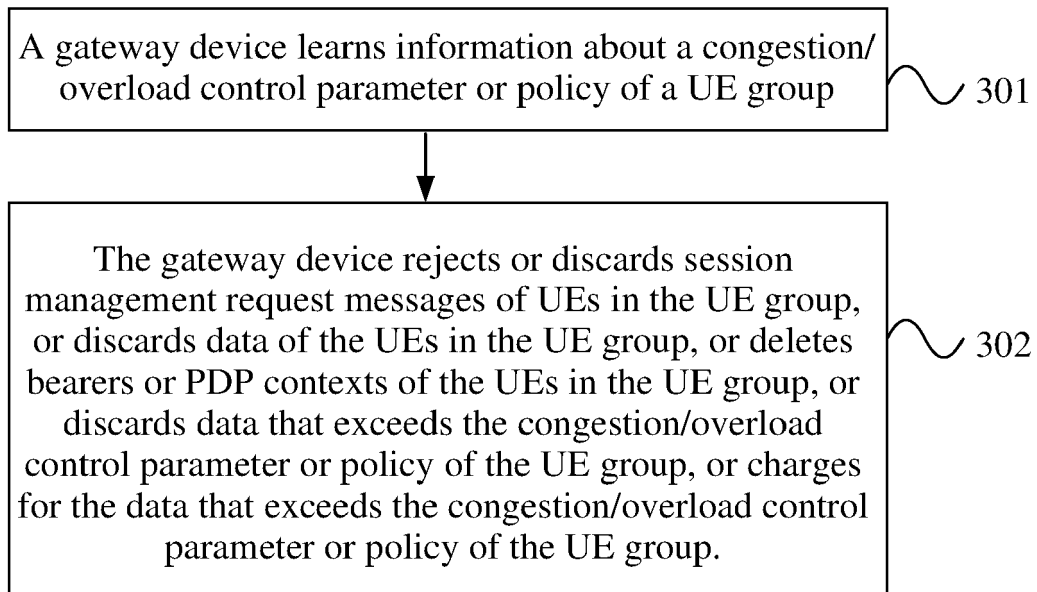 A gateway device learns information about a congestion/
overload control parameter or policy of a UE group
301
The gateway device rejects or discards session
management request messages of UEs in the UE group,
or discards data of the UEs in the UE group, or deletes
bearers or PDP contexts of the UEs in the UE group, or
discards data that exceeds the congestion/overload
control parameter or policy of the UE group, or charges
for the data that exceeds the congestion/overload control
parameter or policy of the UE group.
302